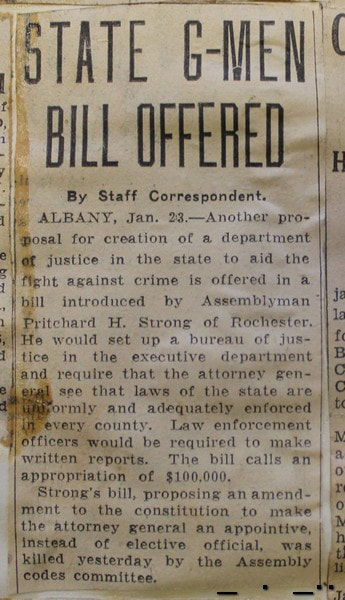 STATE G-MEN
BILL OFFERED
By Staff Correspondent.
ALBANY, Jan. 23.—Another pro-
posal for creation of a department
of justice in the state to aid the
fight against crime is offered in a
bill introduced by Assemblyman
Pritchard H. Strong of Rochester.
He would set up a bureau of jus-
tice in the executive department
and require that the attorney gen-
eral see that laws of the state are
uniformly and adequately enforced
in every county. Law enforcement
officers would be required to make
written reports. The bill calls an
appropriation of $100,000.
Strong's bill, proposing an amend-
ment to the constitution to make
the attorney general an appointive,
instead of elective official, was
killed yesterday by the Assembly
codes committee.